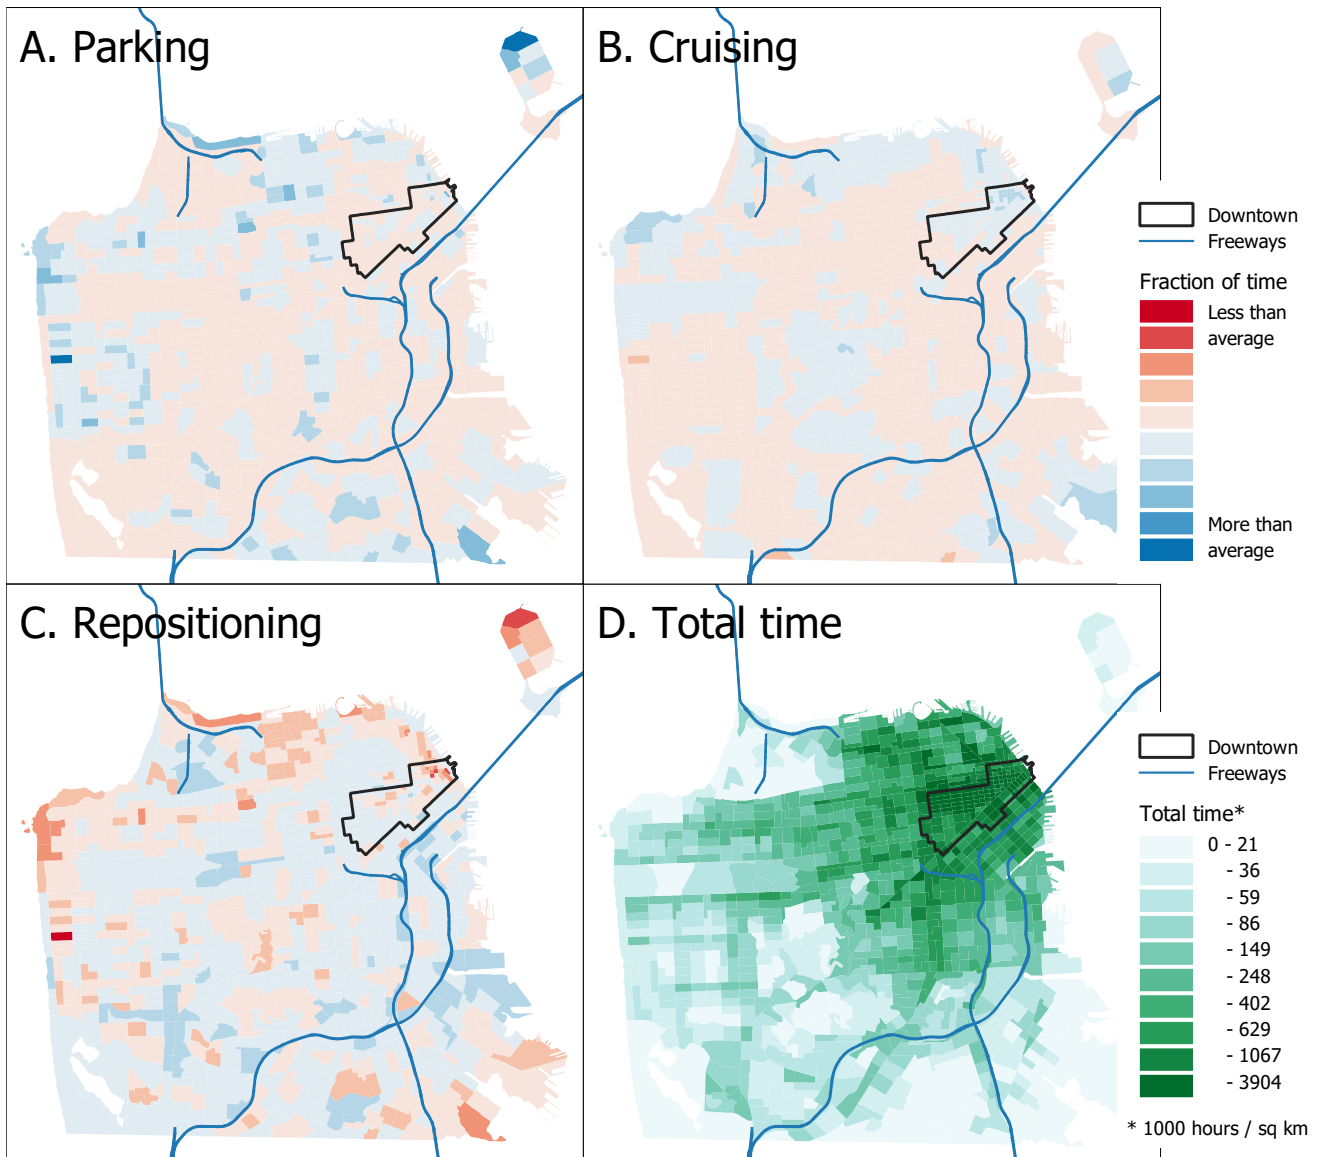 A. Parking
B. Cruising
Downtown
Freeways
Fraction of time
Less than
average
More than
average
C. Repositioning
D. Total time
Downtown
Freeways
Total time*
0 - 21
- 36
- 59
- 86
- 149
- 248
- 402
- 629
- 1067
- 3904
* 1000 hours / sq km